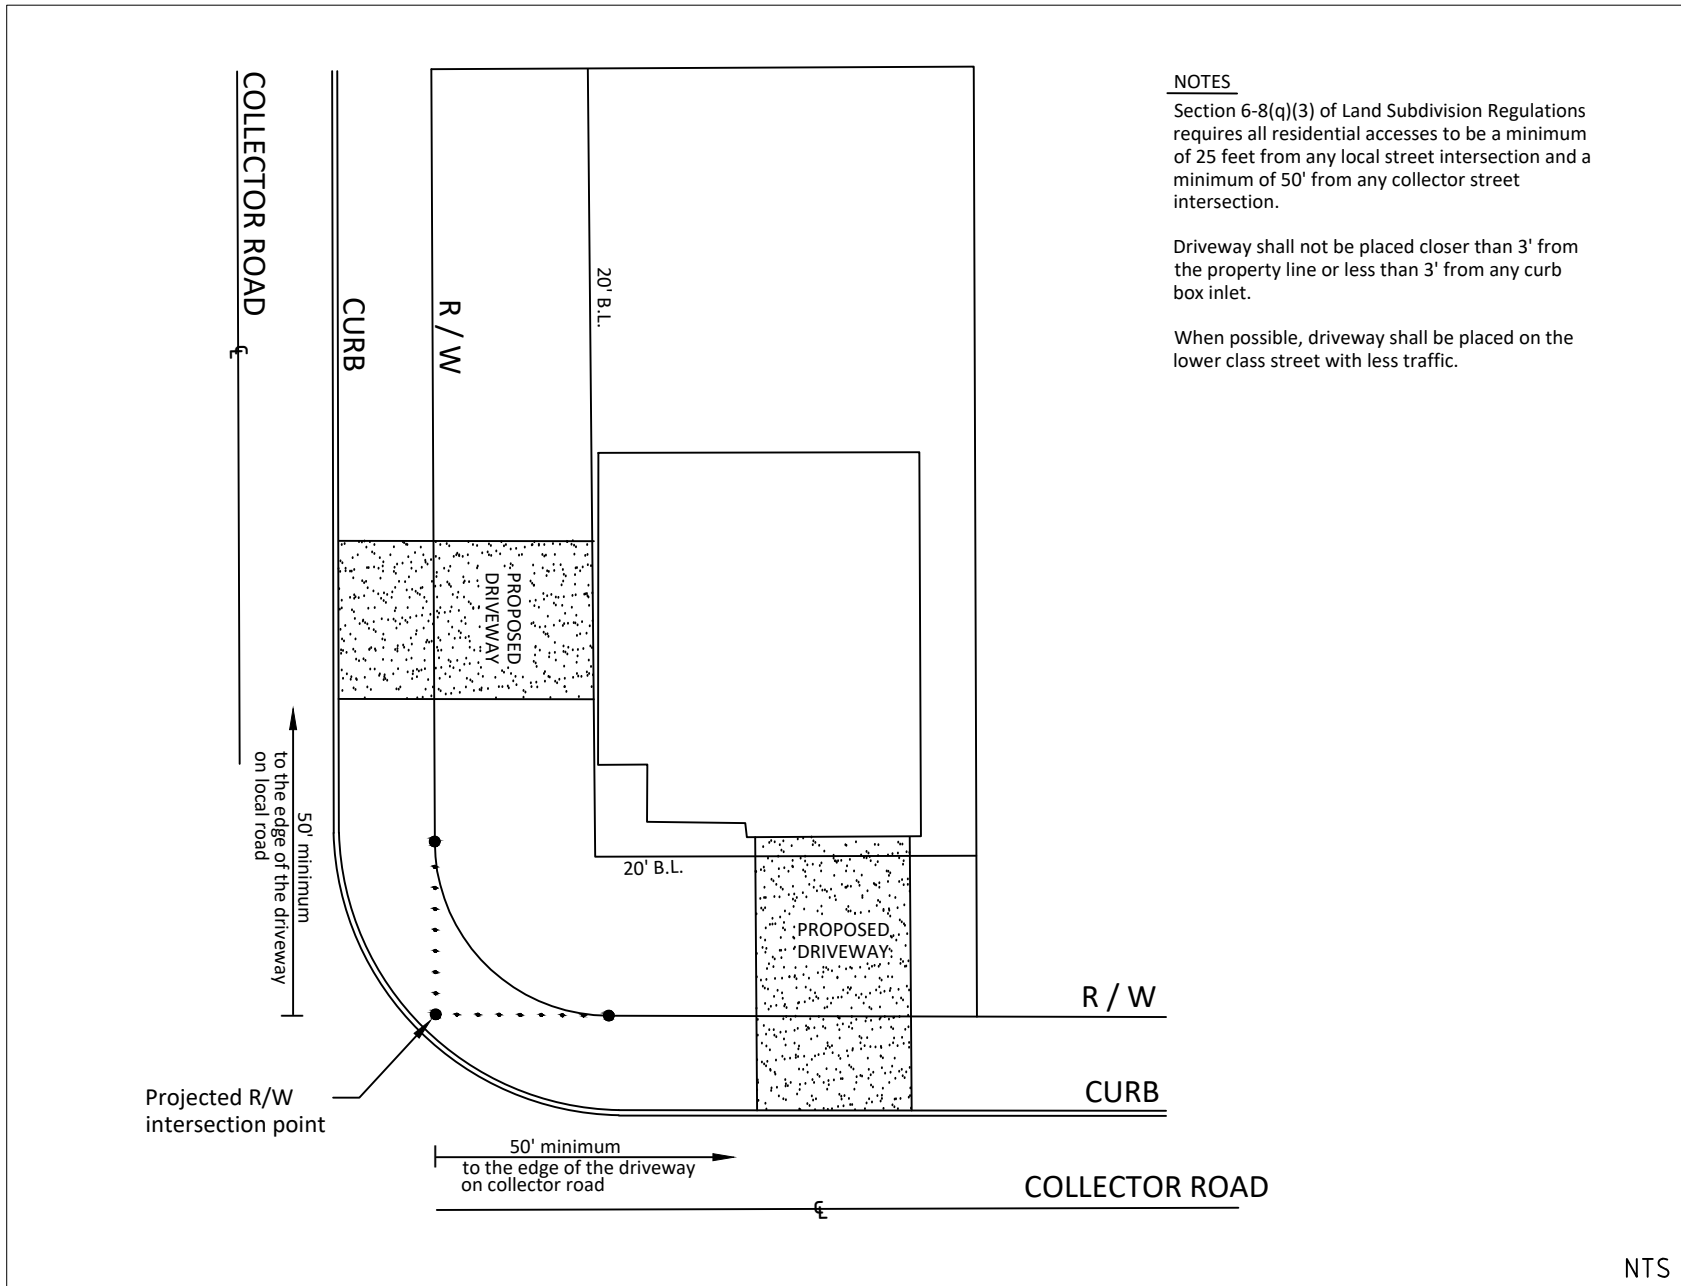 COLLECTOR ROAD
CURB
R / W
20' B.L.
NOTES
Section 6-8(q)(3) of Land Subdivision Regulations
requires all residential accesses to be a minimum
of 25 feet from any local street intersection and a
minimum of 50' from any collector street
intersection.
Driveway shall not be placed closer than 3' from
the property line or less than 3' from any curb
box inlet.
When possible, driveway shall be placed on the
lower class street with less traffic.
℄
PROPOSED
DRIVEWAY
50' minimum
to the edge of the driveway
on local road
20' B.L.
PROPOSED
DRIVEWAY
R / W
CURB
Projected R/W
intersection point
50' minimum
to the edge of the driveway
on collector road
COLLECTOR ROAD
℄
NTS